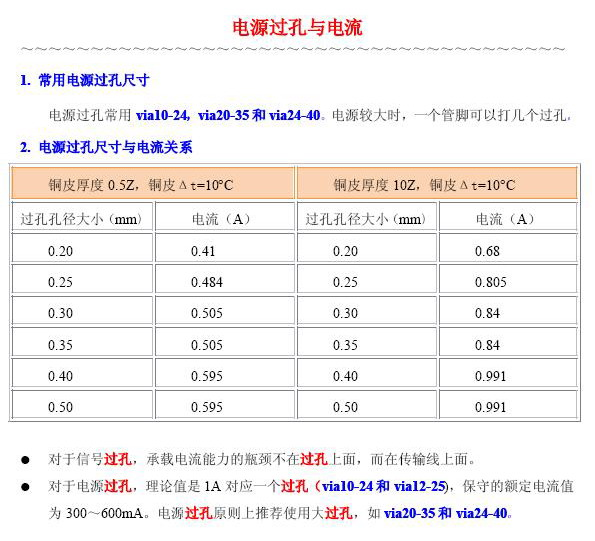 电源过孔与电流
~~~~~~~~~~~~~~~~~~~~~~~~~~~~~~~~~~~~~~~~~~
1. 常用电源过孔尺寸
电源过孔常用 via10-24, via20-35 和 via24-40。电源较大时，一个管脚可以打几个过孔。
2. 电源过孔尺寸与电流关系
铜皮厚度 0.5Z，铜皮Δt=10°C 铜皮厚度 10Z，铜皮Δt=10°C
过孔孔径大小（mm） 电流（A） 过孔孔径大小（mm） 电流（A）
0.20 0.41 0.20 0.68
0.25 0.484 0.25 0.805
0.30 0.505 0.30 0.84
0.35 0.505 0.35 0.84
0.40 0.595 0.40 0.991
0.50 0.595 0.50 0.991
● 对于信号过孔，承载电流能力的瓶颈不在过孔上面，而在传输线上面。
● 对于电源过孔，理论值是 1A 对应一个过孔（via10-24 和 via12-25)，保守的额定电流值
为 300～600mA。电源过孔原则上推荐使用大过孔，如 via20-35 和 via24-40。